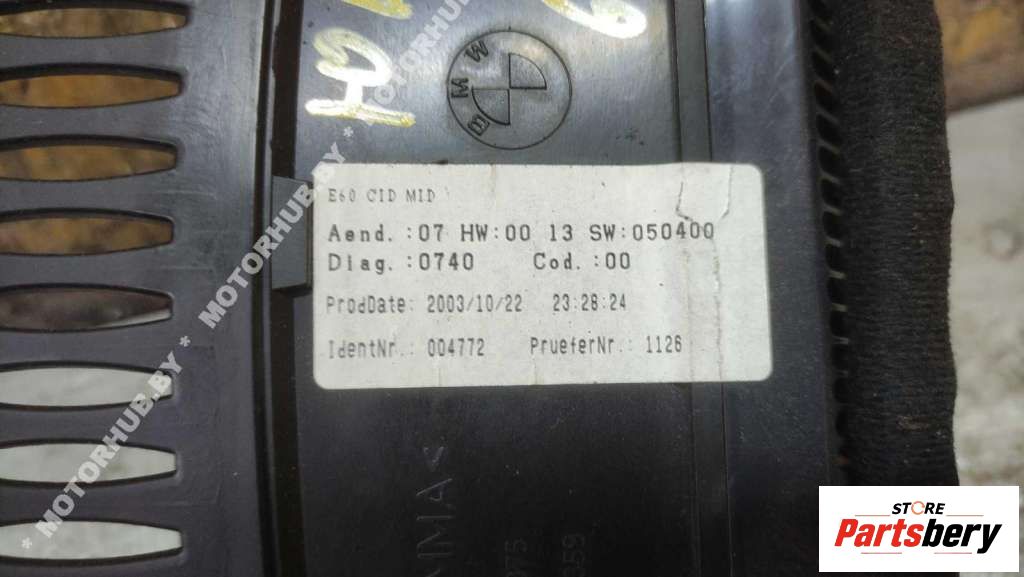 BMW
E60 CID MID
Aend. :07 HW:00 13 SW:050400
Diag. :0740 Cod. :00
ProdDate: 2003/10/22 23:28:24
IdentNr.: 004772 PrueferNr.: 1126
MMA<
* MOTORHUB.BY * MOTORHUB.BY *
* MOTORHUB.BY * MOTORHUB
STORE
Partsbery